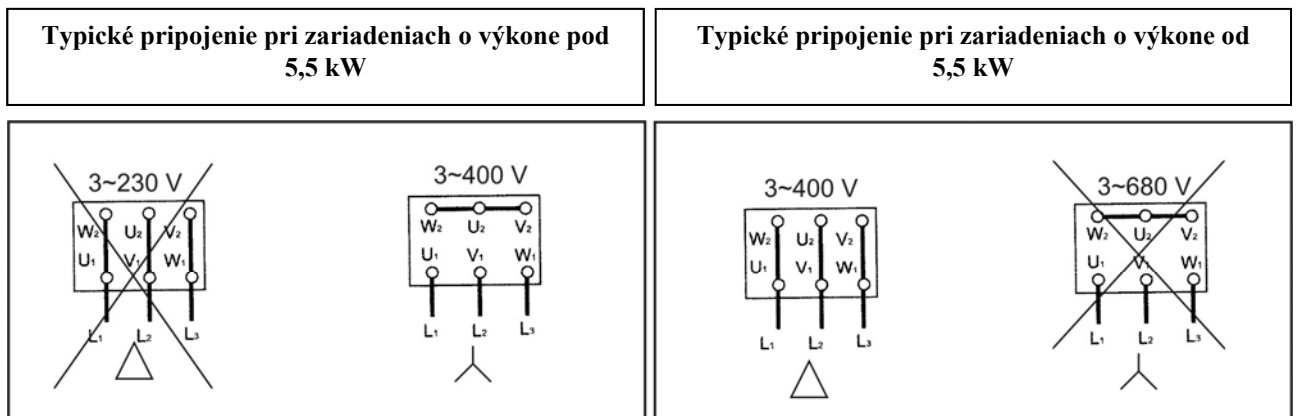 Typické pripojenie pri zariadeniach o výkone pod
5,5 kW
Typické pripojenie pri zariadeniach o výkone od
5,5 kW
3~230 V
W₂ U₂ V₂
U₁ V₁ W₁
L₁ L₂ L₃
3~400 V
W₂ U₂ V₂
U₁ V₁ W₁
L₁ L₂ L₃
3~400 V
W₂ U₂ V₂
U₁ V₁ W₁
L₁ L₂ L₃
3~680 V
W₂ U₂ V₂
U₁ V₁ W₁
L₁ L₂ L₃